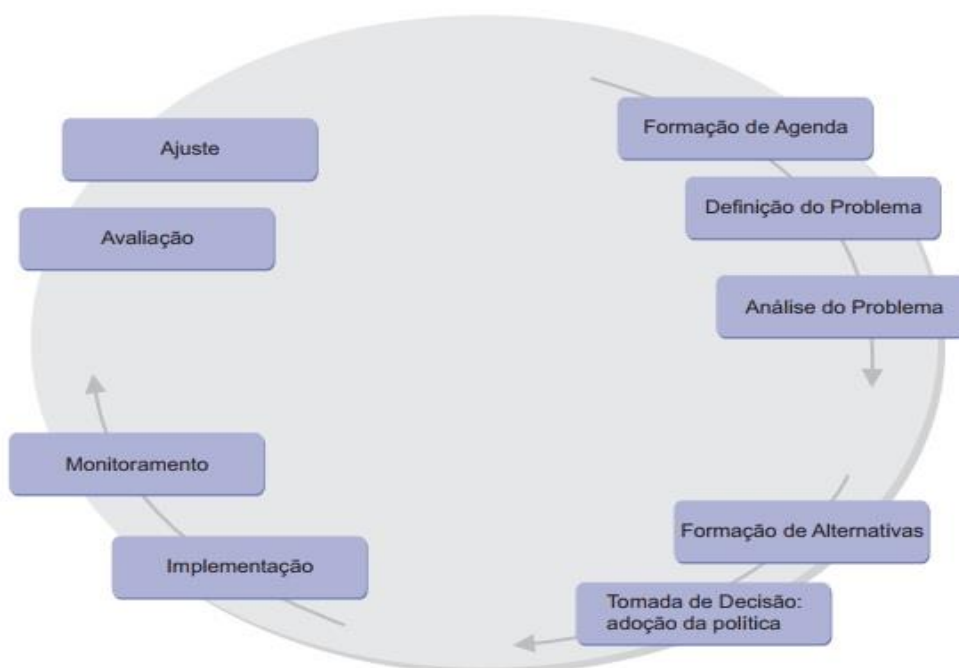 Formação de Agenda
Definição do Problema
Análise do Problema
Formação de Alternativas
Tomada de Decisão:
adoção da política
Implementação
Monitoramento
Avaliação
Ajuste